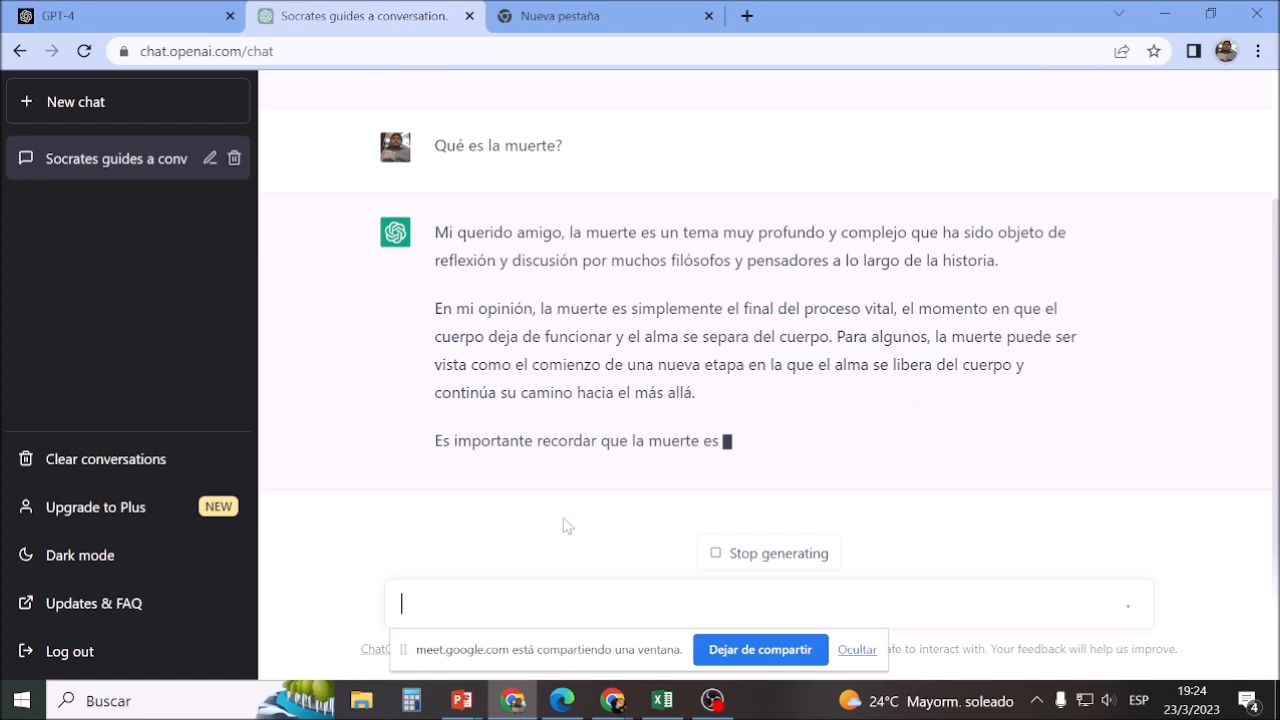 GPT-4
Socrates guides a conversation.
Nueva pestaña
chat.openai.com/chat
New chat
Socrates guides a conv
Qué es la muerte?
Mi querido amigo, la muerte es un tema muy profundo y complejo que ha sido objeto de
reflexión y discusión por muchos filósofos y pensadores a lo largo de la historia.
En mi opinión, la muerte es simplemente el final del proceso vital, el momento en que el
cuerpo deja de funcionar y el alma se separa del cuerpo. Para algunos, la muerte puede ser
vista como el comienzo de una nueva etapa en la que el alma se libera del cuerpo y
continúa su camino hacia el más allá.
Es importante recordar que la muerte es
Clear conversations
Upgrade to Plus NEW
Dark mode
Updates & FAQ
Log out
Stop generating
meet.google.com está compartiendo una ventana. Dejar de compartir Ocultar
with. Your feedback will help us improve.
Buscar
24°C Mayorm. soleado
ESP
19:24
23/3/2023
4